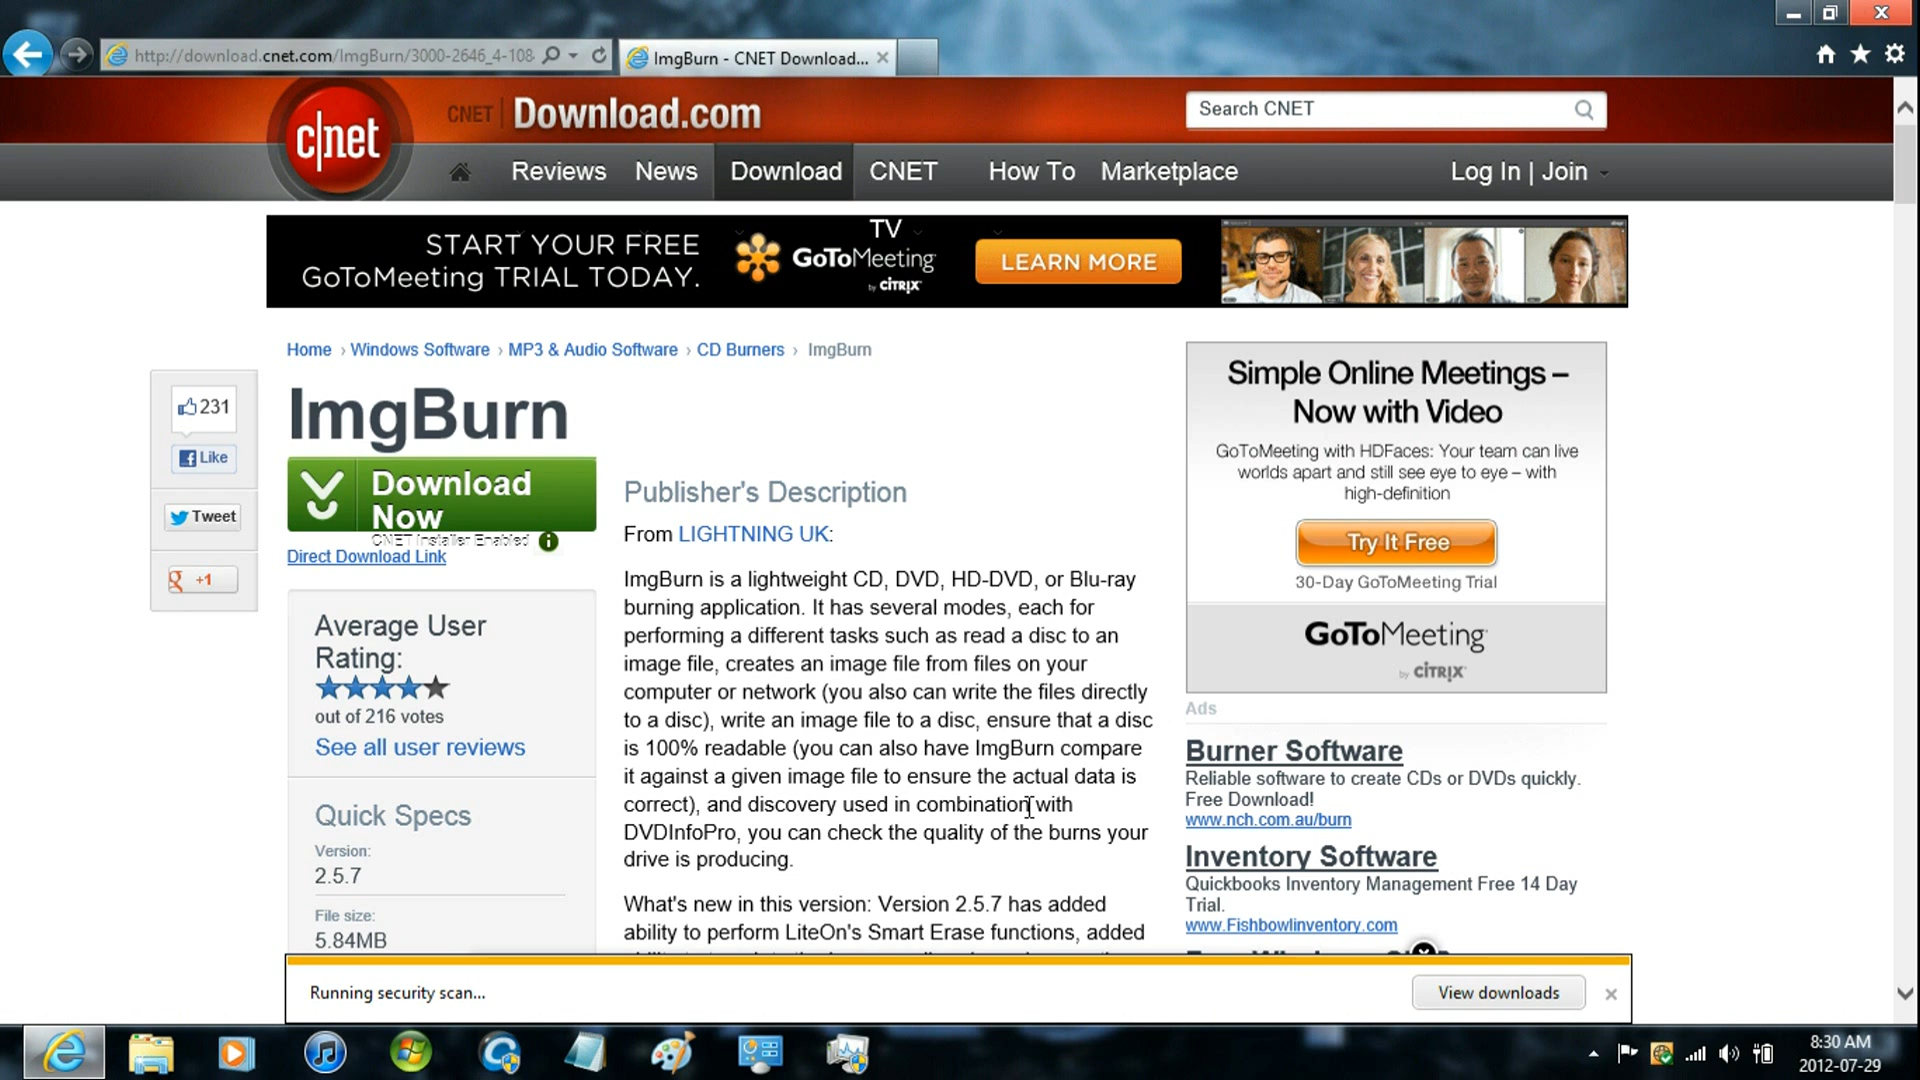 http://download.cnet.com/ImgBurn/3000-2646_4-108
ImgBurn - CNET Download...
c|net
CNET
Download.com
Search CNET
Reviews
News
Download
CNET
How To
Marketplace
Log In | Join
TV
START YOUR FREE
GoToMeeting TRIAL TODAY.
GoToMeeting
by CITRIX
LEARN MORE
Home › Windows Software › MP3 & Audio Software › CD Burners › ImgBurn
231
Like
Tweet
+1
ImgBurn
Download
Now
CNET Installer Enabled
Direct Download Link
Average User
Rating:
out of 216 votes
See all user reviews
Quick Specs
Version:
2.5.7
File size:
5.84MB
Publisher's Description
From LIGHTNING UK:
ImgBurn is a lightweight CD, DVD, HD-DVD, or Blu-ray
burning application. It has several modes, each for
performing a different tasks such as read a disc to an
image file, creates an image file from files on your
computer or network (you also can write the files directly
to a disc), write an image file to a disc, ensure that a disc
is 100% readable (you can also have ImgBurn compare
it against a given image file to ensure the actual data is
correct), and discovery used in combination with
DVDInfoPro, you can check the quality of the burns your
drive is producing.
What's new in this version: Version 2.5.7 has added
ability to perform LiteOn's Smart Erase functions, added
Simple Online Meetings –
Now with Video
GoToMeeting with HDFaces: Your team can live
worlds apart and still see eye to eye – with
high-definition
Try It Free
30-Day GoToMeeting Trial
GoToMeeting
by CITRIX
Ads
Burner Software
Reliable software to create CDs or DVDs quickly.
Free Download!
www.nch.com.au/burn
Inventory Software
Quickbooks Inventory Management Free 14 Day
Trial.
www.Fishbowlinventory.com
Running security scan...
View downloads
8:30 AM
2012-07-29